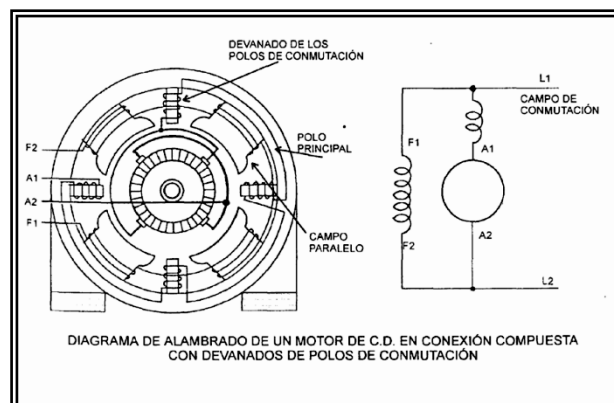 DEVANADO DE LOS
POLOS DE CONMUTACIÓN
POLO
PRINCIPAL
F2
A1
A2
F1
CAMPO
PARALELO
L1
CAMPO DE
CONMUTACIÓN
F1
A1
A2
F2
L2
DIAGRAMA DE ALAMBRADO DE UN MOTOR DE C.D. EN CONEXIÓN COMPUESTA
CON DEVANADOS DE POLOS DE CONMUTACIÓN